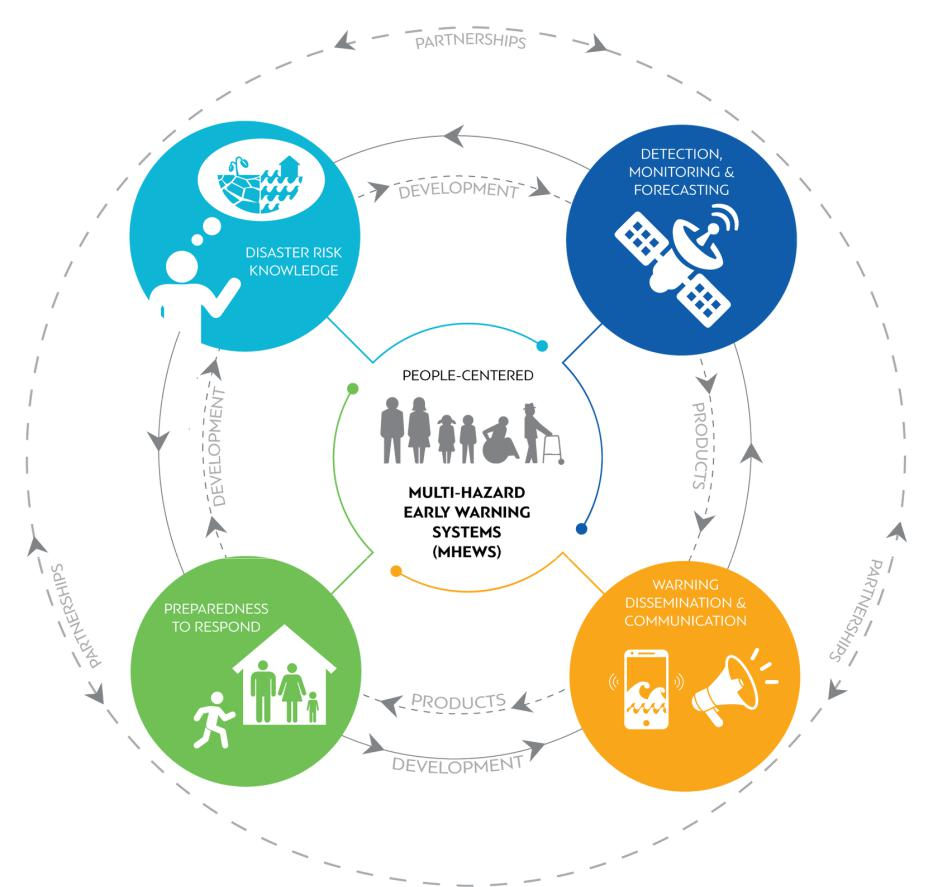 PARTNERSHIPS
DETECTION,
MONITORING &
FORECASTING
DEVELOPMENT
DISASTER RISK
KNOWLEDGE
PEOPLE-CENTERED
MULTI-HAZARD
EARLY WARNING
SYSTEMS
(MHEWS)
DEVELOPMENT
PRODUCTS
PARTNERSHIPS
PARTNERSHIPS
PREPAREDNESS
TO RESPOND
WARNING
DISSEMINATION &
COMMUNICATION
PRODUCTS
DEVELOPMENT